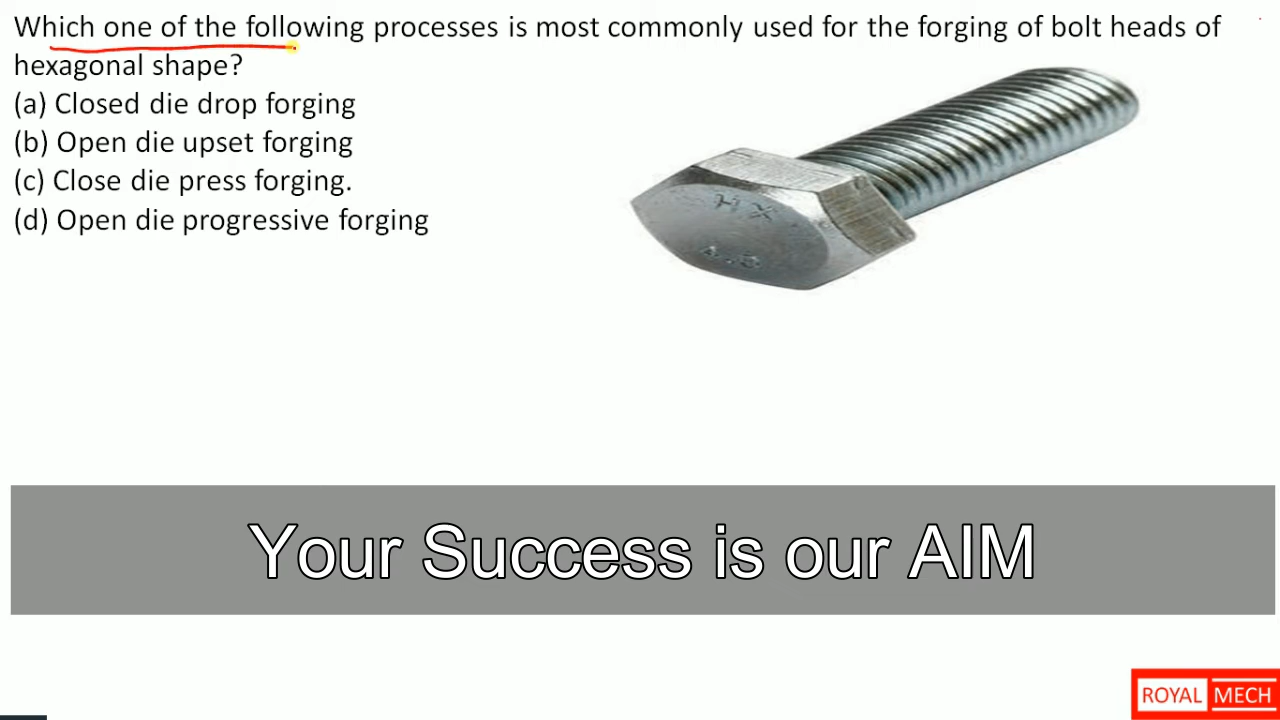 Which one of the following processes is most commonly used for the forging of bolt heads of
hexagonal shape?
(a) Closed die drop forging
(b) Open die upset forging
(c) Close die press forging.
(d) Open die progressive forging
HX
Your Success is our AIM
ROYAL MECH